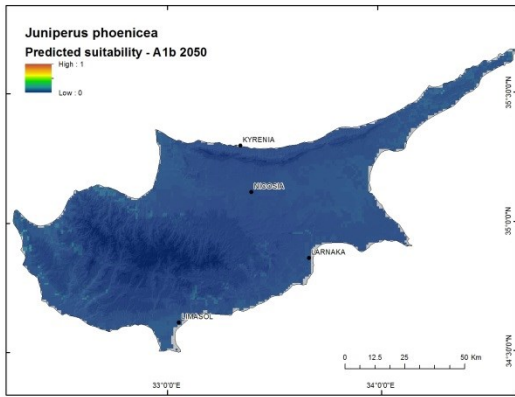 Juniperus phoenicea
Predicted suitability - A1b 2050
High : 1
Low : 0
KYRENIA
NICOSIA
LARNAKA
LIMASOL
35°30'0"E
35°0'0"E
34°30'0"E
0 12.5 25 50 Km
33°0'0"E
34°0'0"E